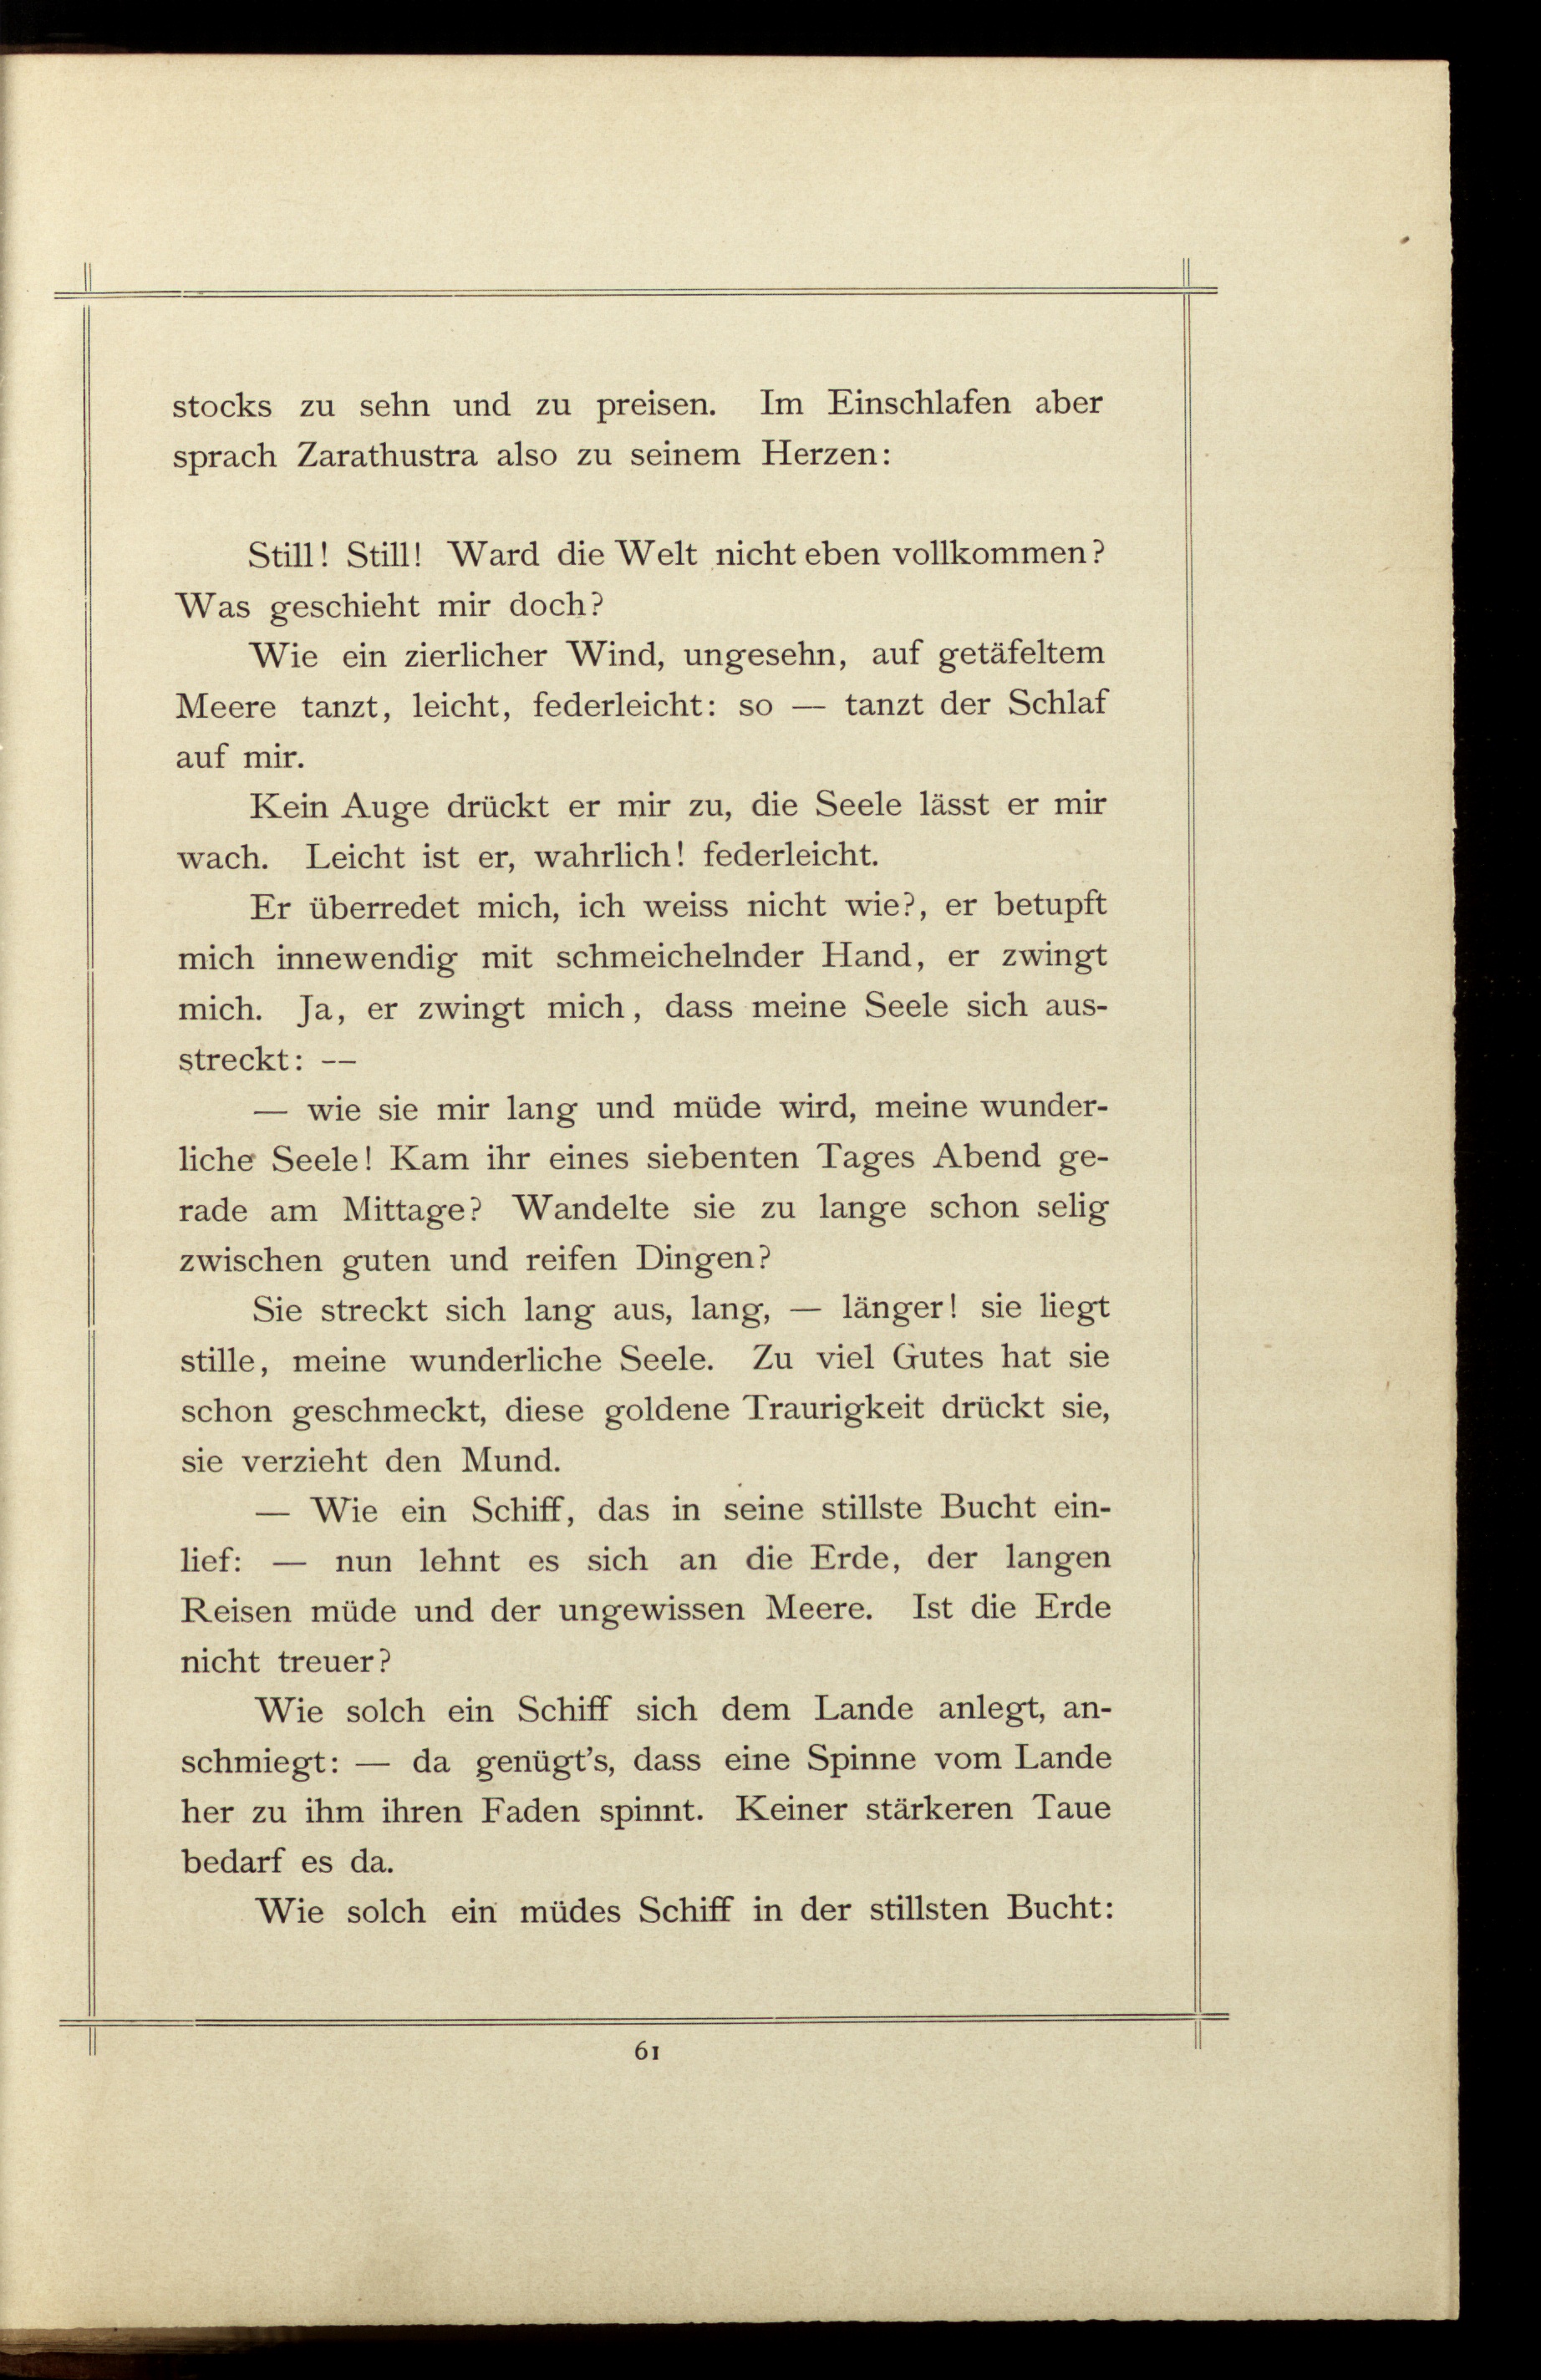 stocks zu sehn und zu preisen. Im Einschlafen aber
sprach Zarathustra also zu seinem Herzen:
Still! Still! Ward die Welt nicht eben vollkommen?
Was geschieht mir doch?
Wie ein zierlicher Wind, ungesehn, auf getäfeltem
Meere tanzt, leicht, federleicht: so — tanzt der Schlaf
auf mir.
Kein Auge drückt er mir zu, die Seele lässt er mir
wach. Leicht ist er, wahrlich! federleicht.
Er überredet mich, ich weiss nicht wie?, er betupft
mich innewendig mit schmeichelnder Hand, er zwingt
mich. Ja, er zwingt mich, dass meine Seele sich aus-
streckt: —
— wie sie mir lang und müde wird, meine wunder-
liche Seele! Kam ihr eines siebenten Tages Abend ge-
rade am Mittage? Wandelte sie zu lange schon selig
zwischen guten und reifen Dingen?
Sie streckt sich lang aus, lang, — länger! sie liegt
stille, meine wunderliche Seele. Zu viel Gutes hat sie
schon geschmeckt, diese goldene Traurigkeit drückt sie,
sie verzieht den Mund.
— Wie ein Schiff, das in seine stillste Bucht ein-
lief: — nun lehnt es sich an die Erde, der langen
Reisen müde und der ungewissen Meere. Ist die Erde
nicht treuer?
Wie solch ein Schiff sich dem Lande anlegt, an-
schmiegt: — da genügt's, dass eine Spinne vom Lande
her zu ihm ihren Faden spinnt. Keiner stärkeren Taue
bedarf es da.
Wie solch ein müdes Schiff in der stillsten Bucht:
61